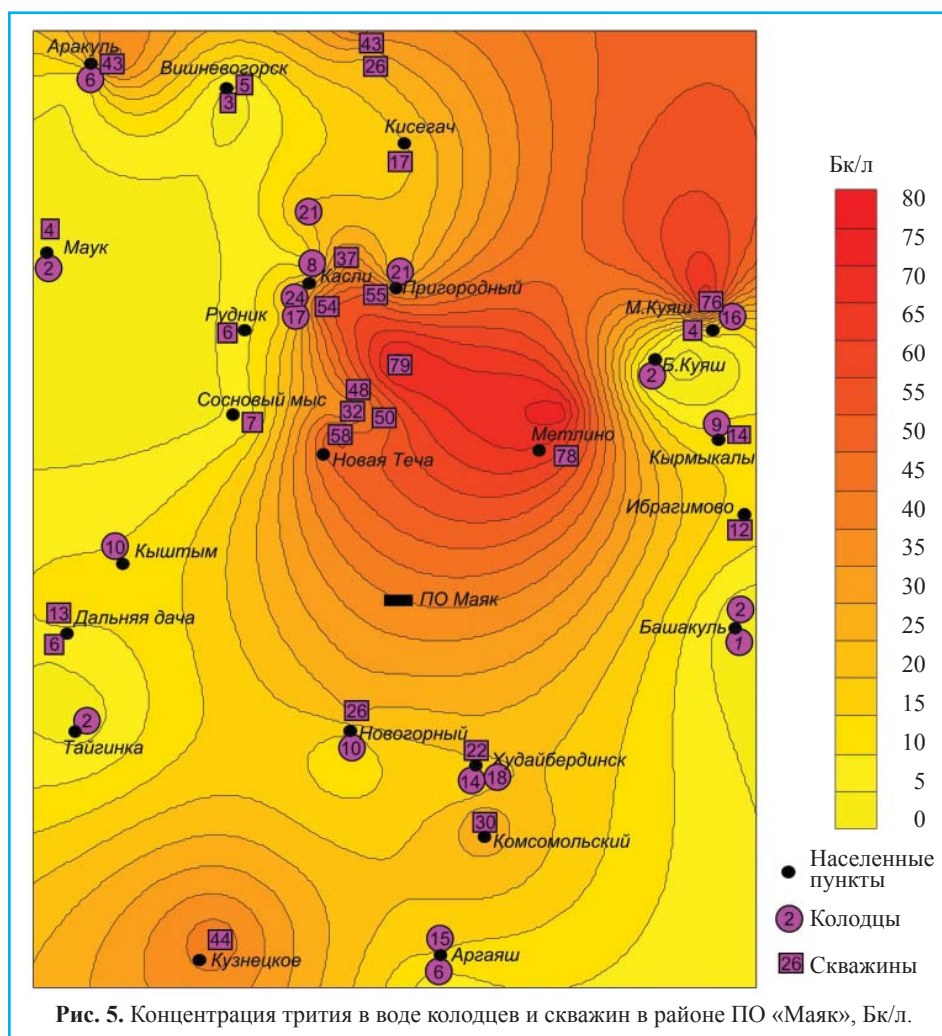 Аракуль
43
6
Вишневогорск
5
3
43
26
Кисегач
17
21
4
Маук
2
8
Касли
37
21
Пригородный
55
24
54
17
Рудник
6
76
М.Куяш
16
4
Б.Куяш
2
79
48
32
50
58
Новая Теча
Сосновый мыс
7
Метлино
78
9
14
Кырмыкалы
Ибрагимово
12
10
Кыштым
13
Дальняя дача
6
ПО Маяк
2
Башакуль
1
2
Тайгинка
26
Новогорный
10
22
Худайбердинск
14
18
30
Комсомольский
44
Кузнецкое
15
Аргаяш
6
Бк/л
80
75
70
65
60
55
50
45
40
35
30
25
20
15
10
5
0
Населенные
пункты
2 Колодцы
26 Скважины
Рис. 5. Концентрация трития в воде колодцев и скважин в районе ПО «Маяк», Бк/л.